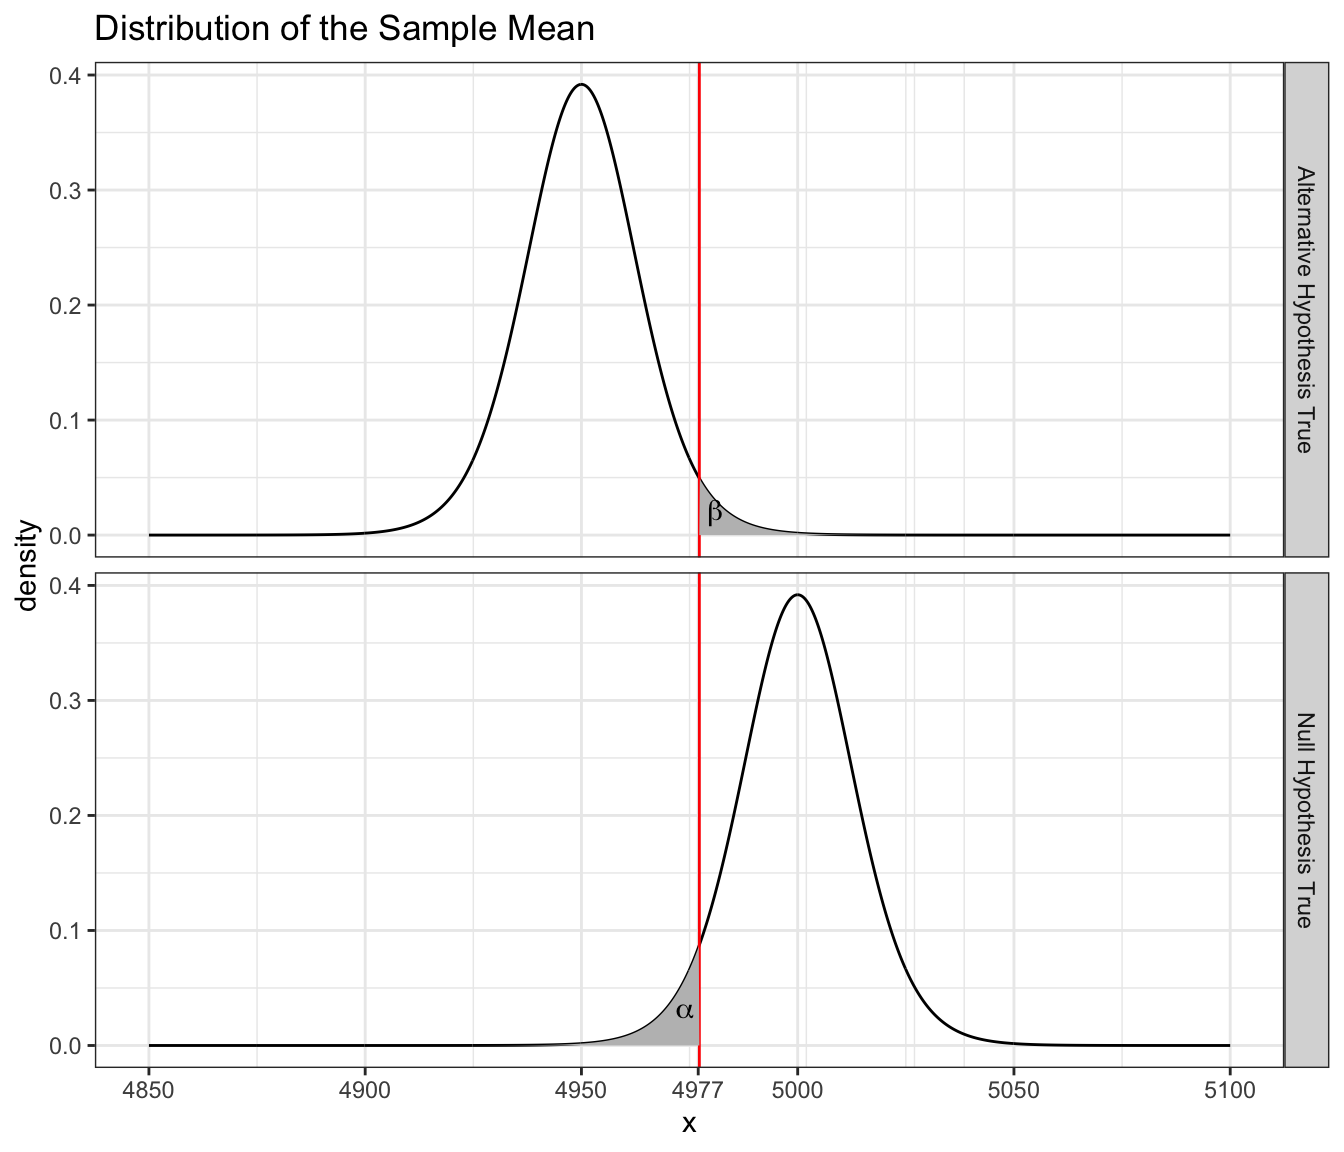 Distribution of the Sample Mean
density
0.4
0.3
0.2
0.1
0.0
β
Alternative Hypothesis True
0.4
0.3
0.2
0.1
0.0
α
Null Hypothesis True
4850 4900 4950 4977 5000 5050 5100
x